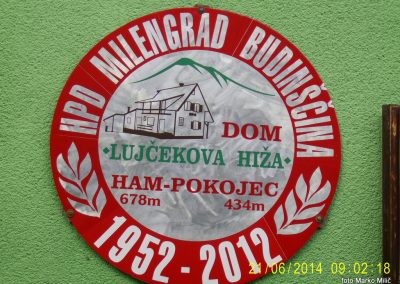 HPD MILENGRAD BUDINŠČINA
DOM
·LUJČEKOVA HIŽA·
HAM-POKOJEC
678m 434m
1952-2012
21/06/2014 09:02:18
foto Marko Milić